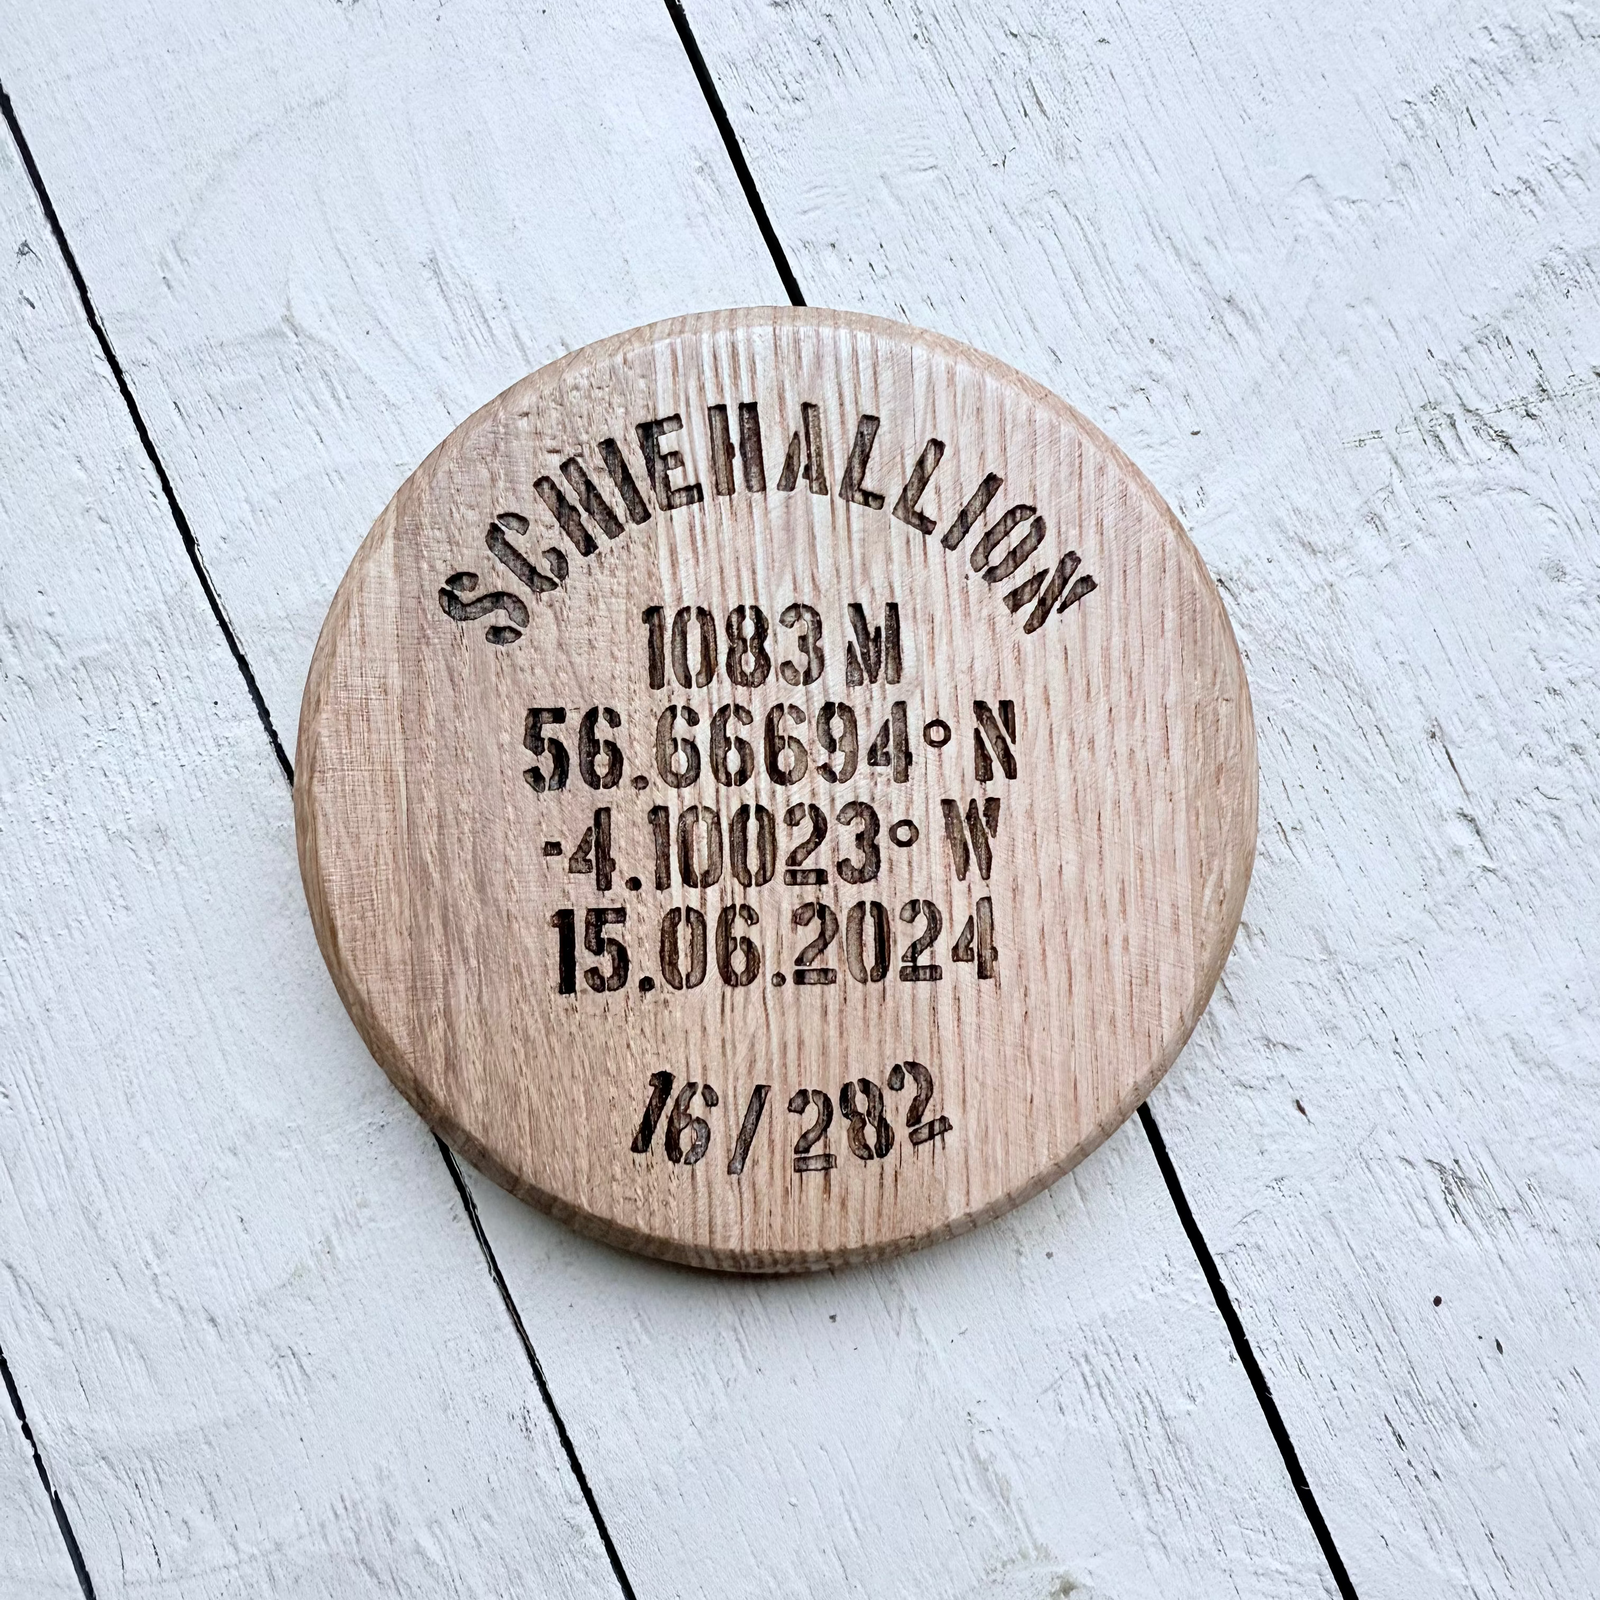 SCHIEHALLION
1083 M
56.66694° N
-4.10023° W
15.06.2024
16/282